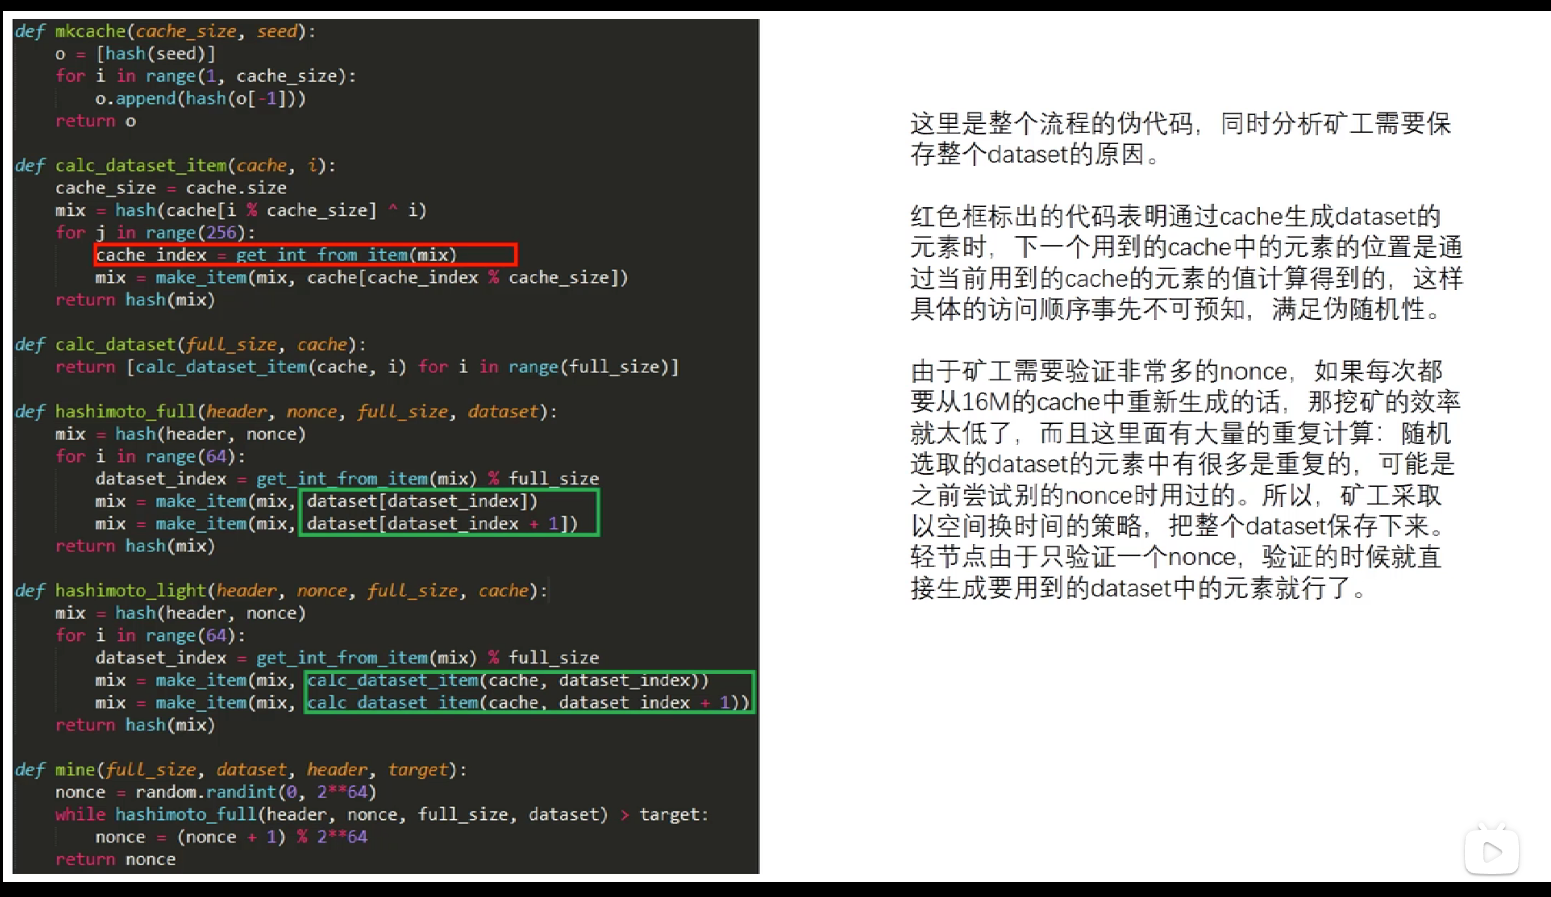 def mkcache(cache_size, seed):
    o = [hash(seed)]
    for i in range(1, cache_size):
        o.append(hash(o[-1]))
    return o
def calc_dataset_item(cache, i):
    cache_size = cache.size
    mix = hash(cache[i % cache_size] ^ i)
    for j in range(256):
        cache_index = get_int_from_item(mix)
        mix = make_item(mix, cache[cache_index % cache_size])
    return hash(mix)
def calc_dataset(full_size, cache):
    return [calc_dataset_item(cache, i) for i in range(full_size)]
def hashimoto_full(header, nonce, full_size, dataset):
    mix = hash(header, nonce)
    for i in range(64):
        dataset_index = get_int_from_item(mix) % full_size
        mix = make_item(mix, dataset[dataset_index])
        mix = make_item(mix, dataset[dataset_index + 1])
    return hash(mix)
def hashimoto_light(header, nonce, full_size, cache):
    mix = hash(header, nonce)
    for i in range(64):
        dataset_index = get_int_from_item(mix) % full_size
        mix = make_item(mix, calc_dataset_item(cache, dataset_index))
        mix = make_item(mix, calc_dataset_item(cache, dataset_index + 1))
    return hash(mix)
def mine(full_size, dataset, header, target):
    nonce = random.randint(0, 2**64)
    while hashimoto_full(header, nonce, full_size, dataset) > target:
        nonce = (nonce + 1) % 2**64
    return nonce
这里是整个流程的伪代码，同时分析矿工需要保
存整个dataset的原因。
红色框标出的代码表明通过cache生成dataset的
元素时，下一个用到的cache中的元素的位置是通
过当前用到的cache的元素的值计算得到的，这样
具体的访问顺序事先不可预知，满足伪随机性。
由于矿工需要验证非常多的nonce，如果每次都
要从16M的cache中重新生成的话，那挖矿的效率
就太低了，而且这里面有大量的重复计算：随机
选取的dataset的元素中有很多是重复的，可能是
之前尝试别的nonce时用过的。所以，矿工采取
以空间换时间的策略，把整个dataset保存下来。
轻节点由于只验证一个nonce，验证的时候就直
接生成要用到的dataset中的元素就行了。